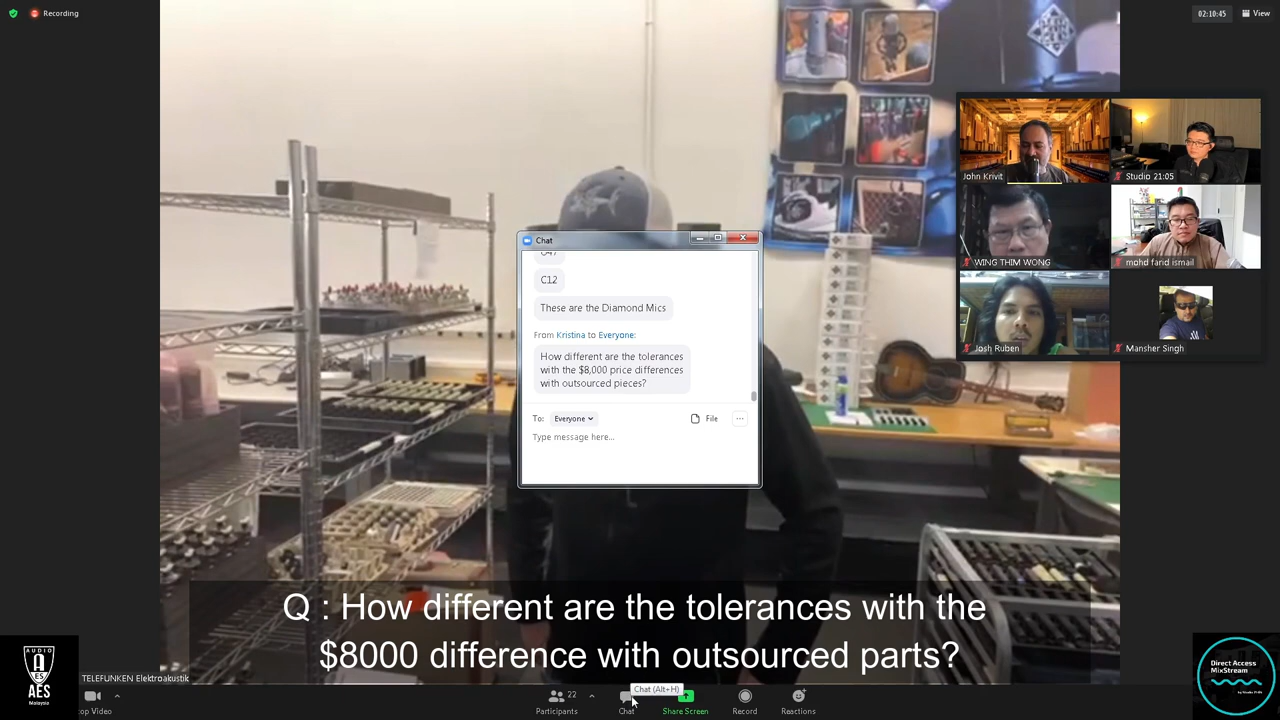 Recording
02:10:45
View
John Krivit
Studio 21:05
WING THIM WONG
mohd farid ismail
Josh Ruben
Mansher Singh
Chat
C12
These are the Diamond Mics
From Kristina to Everyone:
How different are the tolerances
with the $8,000 price differences
with outsourced pieces?
To:
Everyone
File
Type message here...
Q : How different are the tolerances with the
$8000 difference with outsourced parts?
AUDIO
AES
Malaysia
TELEFUNKEN Elektroakustik
Direct Access
MixStream
Chat (Alt+H)
op Video
22
Participants
Chat
Share Screen
Record
Reactions